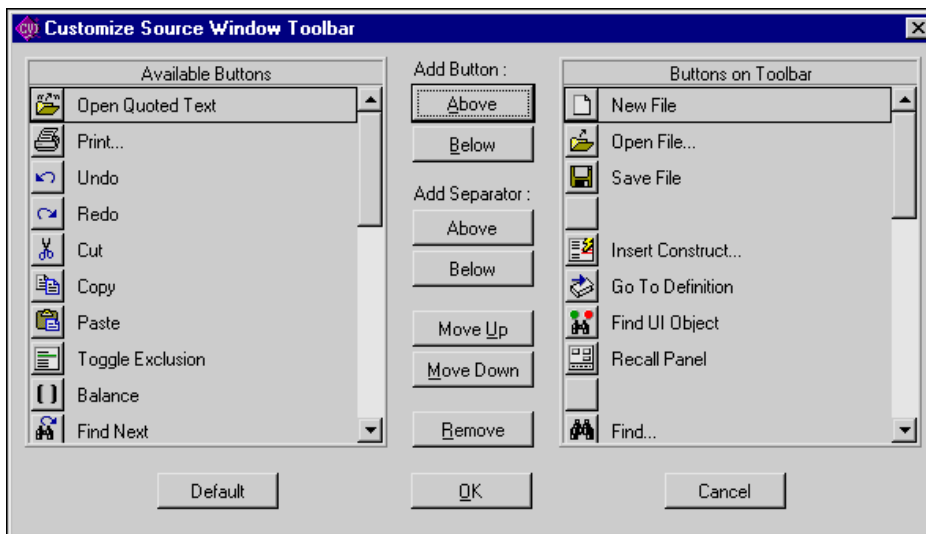 CVI Customize Source Window Toolbar
Available Buttons
Open Quoted Text
Print...
Undo
Redo
Cut
Copy
Paste
Toggle Exclusion
Balance
Find Next
Add Button :
Above
Below
Add Separator :
Above
Below
Move Up
Move Down
Remove
Buttons on Toolbar
New File
Open File...
Save File
Insert Construct...
Go To Definition
Find UI Object
Recall Panel
Find...
Default
OK
Cancel